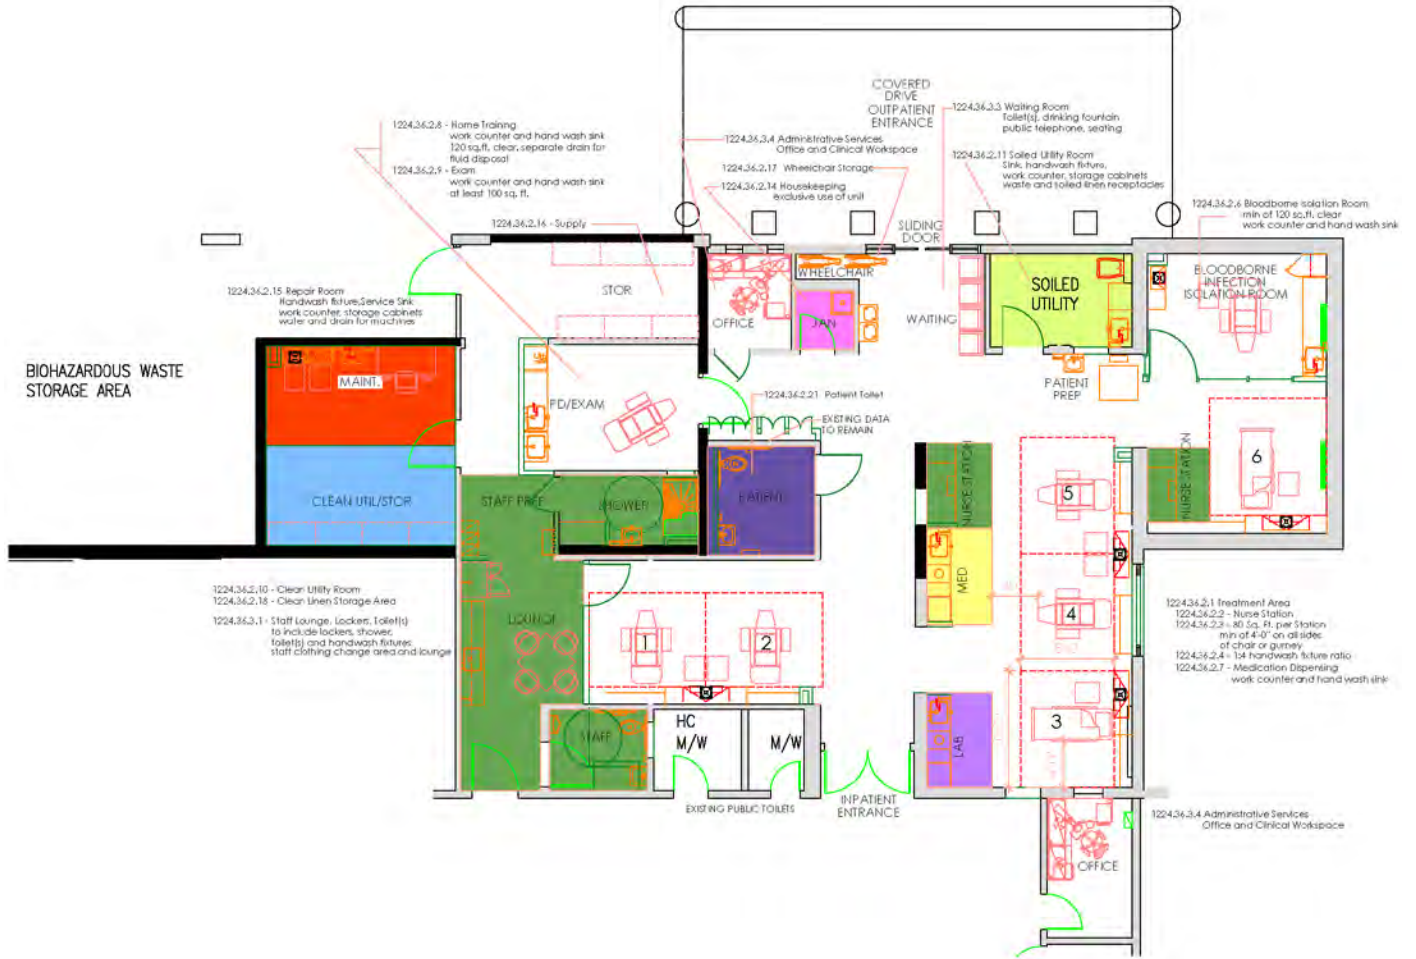 COVERED
DRIVE
OUTPATIENT
ENTRANCE
1224.36.2.8 - Home Training
work counter and hand wash sink
120 sq.ft. clear, separate drain for
fluid disposal
1224.36.2.9 - Exam
work counter and hand wash sink
at least 100 sq. ft.
1224.36.3.4 Administrative Services
Office and Clinical Workspace
1224.36.2.17 Wheelchair Storage
1224.36.2.14 Housekeeping
exclusive use of unit
1224.36.3.3 Waiting Room
Toilet(s), drinking fountain
public telephone, seating
1224.36.2.11 Soiled Utility Room
Sink, handwash fixture,
work counter, storage cabinets
waste and soiled linen receptacles
1224.36.2.6 Bloodborne Isolation Room
min of 120 sq.ft. clear
work counter and hand wash sink
1224.36.2.16 - Supply
SLIDING
DOOR
1224.36.2.15 Repair Room
Handwash fixture,Service Sink
work counter, storage cabinets
water and drain for machines
STOR
WHEELCHAIR
OFFICE
JAN
WAITING
SOILED
UTILITY
BLOODBORNE
INFECTION
ISOLATION ROOM
BIOHAZARDOUS WASTE
STORAGE AREA
MAINT.
PD/EXAM
PATIENT
PREP
1224.36.2.21 Patient Toilet
EXISTING DATA
TO REMAIN
CLEAN UTIL/STOR
STAFF PREP
SHOWER
PATIENT
NURSE STATION
5
NURSE STATION
6
MED
4
1224.36.2.10 - Clean Utility Room
1224.36.2.18 - Clean Linen Storage Area
1224.36.3.1 - Staff Lounge, Lockers, Toilet(s)
to include lockers, shower,
toilet(s) and handwash fixtures
staff clothing change area and lounge
LOUNGE
1
2
1224.36.2.1 Treatment Area
1224.36.2.2 - Nurse Station
1224.36.2.3 - 80 Sq. Ft. per Station
min of 4'-0" on all sides
of chair or gurney
1224.36.2.4 - 1:4 handwash fixture ratio
1224.36.2.7 - Medication Dispensing
work counter and hand wash sink
3
STAFF
HC
M/W
M/W
LAB
EXISTING PUBLIC TOILETS
INPATIENT
ENTRANCE
1224.36.3.4 Administrative Services
Office and Clinical Workspace
OFFICE